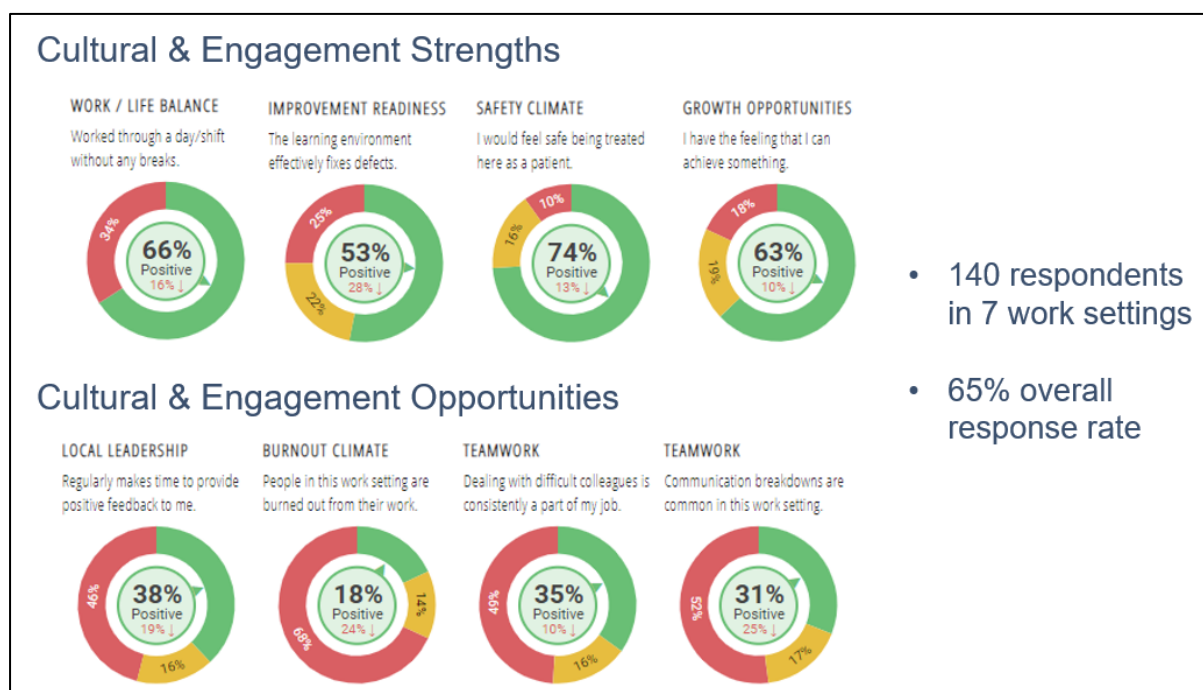 Cultural & Engagement Strengths
WORK / LIFE BALANCE
Worked through a day/shift
without any breaks.
34%
66%
Positive
16% ↓
IMPROVEMENT READINESS
The learning environment
effectively fixes defects.
25%
22%
53%
Positive
28% ↓
SAFETY CLIMATE
I would feel safe being treated
here as a patient.
10%
16%
74%
Positive
13% ↓
GROWTH OPPORTUNITIES
I have the feeling that I can
achieve something.
18%
19%
63%
Positive
10% ↓
• 140 respondents
in 7 work settings
• 65% overall
response rate
Cultural & Engagement Opportunities
LOCAL LEADERSHIP
Regularly makes time to provide
positive feedback to me.
46%
16%
38%
Positive
19% ↓
BURNOUT CLIMATE
People in this work setting are
burned out from their work.
14%
68%
18%
Positive
24% ↓
TEAMWORK
Dealing with difficult colleagues is
consistently a part of my job.
49%
16%
35%
Positive
10% ↓
TEAMWORK
Communication breakdowns are
common in this work setting.
52%
17%
31%
Positive
25% ↓